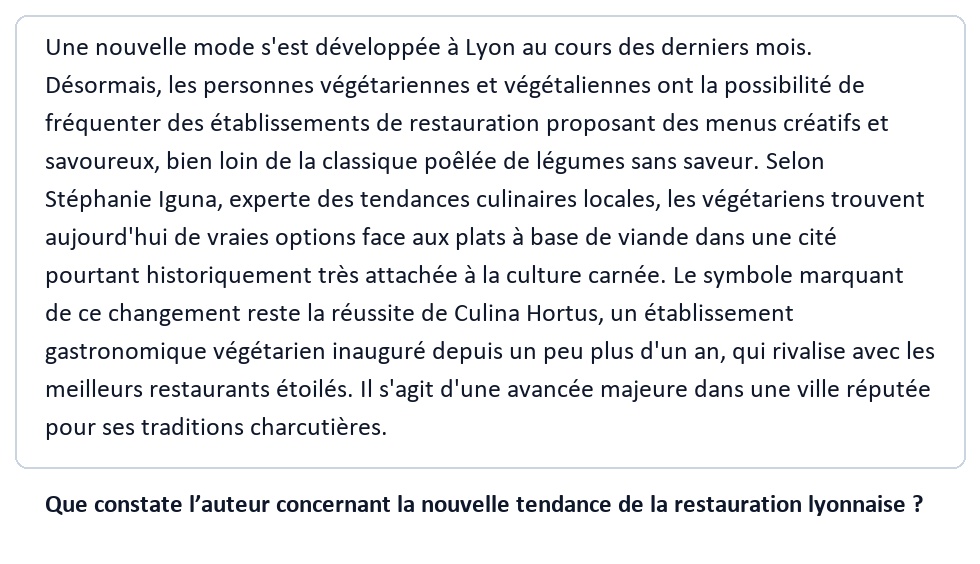 Une nouvelle mode s'est développée à Lyon au cours des derniers mois.
Désormais, les personnes végétariennes et végétaliennes ont la possibilité de
fréquenter des établissements de restauration proposant des menus créatifs et
savoureux, bien loin de la classique poêlée de légumes sans saveur. Selon
Stéphanie Iguna, experte des tendances culinaires locales, les végétariens trouvent
aujourd'hui de vraies options face aux plats à base de viande dans une cité
pourtant historiquement très attachée à la culture carnée. Le symbole marquant
de ce changement reste la réussite de Culina Hortus, un établissement
gastronomique végétarien inauguré depuis un peu plus d'un an, qui rivalise avec les
meilleurs restaurants étoilés. Il s'agit d'une avancée majeure dans une ville réputée
pour ses traditions charcutières.
Que constate l’auteur concernant la nouvelle tendance de la restauration lyonnaise ?